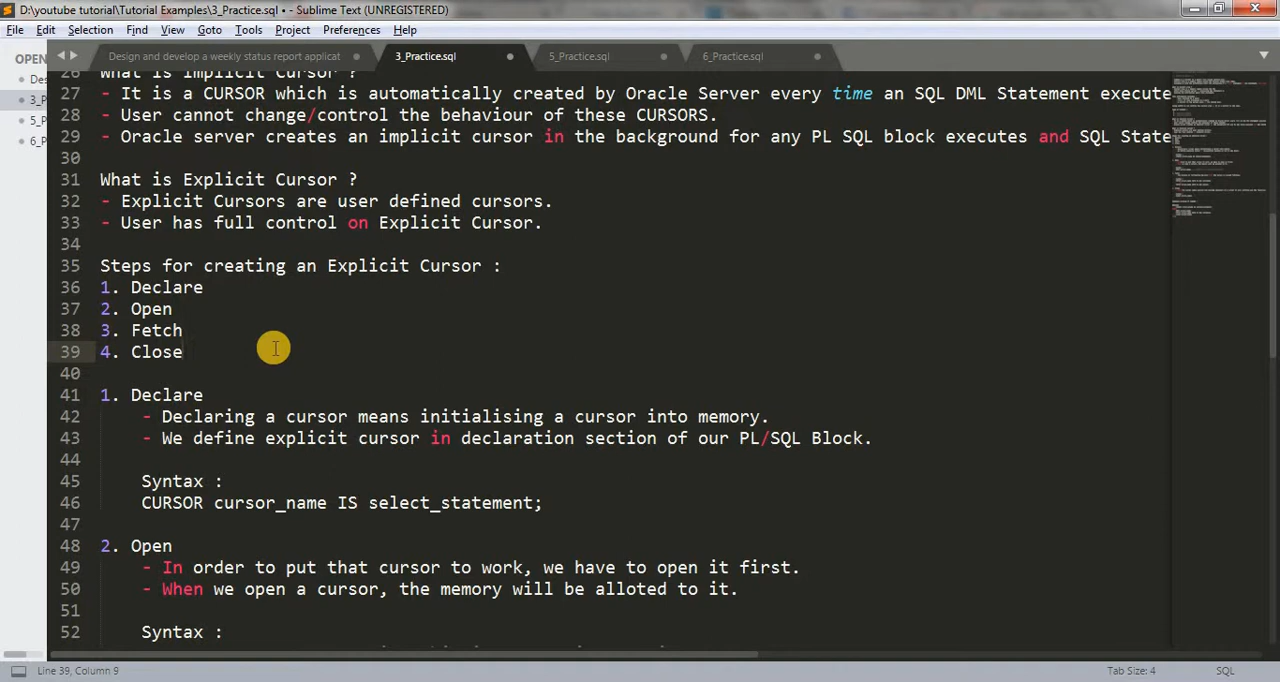 D:\youtube tutorial\Tutorial Examples\3_Practice.sql • - Sublime Text (UNREGISTERED)
File Edit Selection Find View Goto Tools Project Preferences Help
OPEN
Design and develop a weekly status report applicat
3_Practice.sql
5_Practice.sql
6_Practice.sql
Des
3_P
5_P
6_P
26 What is Implicit Cursor ?
27 - It is a CURSOR which is automatically created by Oracle Server every time an SQL DML Statement execute
28 - User cannot change/control the behaviour of these CURSORS.
29 - Oracle server creates an implicit cursor in the background for any PL SQL block executes and SQL State
30
31 What is Explicit Cursor ?
32 - Explicit Cursors are user defined cursors.
33 - User has full control on Explicit Cursor.
34
35 Steps for creating an Explicit Cursor :
36 1. Declare
37 2. Open
38 3. Fetch
39 4. Close
40
41 1. Declare
42 - Declaring a cursor means initialising a cursor into memory.
43 - We define explicit cursor in declaration section of our PL/SQL Block.
44
45 Syntax :
46 CURSOR cursor_name IS select_statement;
47
48 2. Open
49 - In order to put that cursor to work, we have to open it first.
50 - When we open a cursor, the memory will be alloted to it.
51
52 Syntax :
Line 39, Column 9
Tab Size: 4
SQL